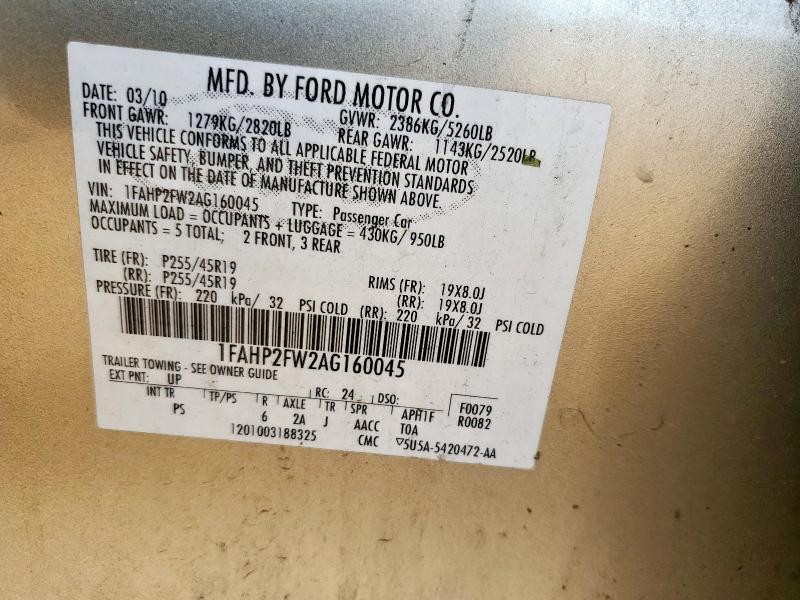 MFD. BY FORD MOTOR CO.
DATE: 03/10 GVWR: 2386KG/5260LB
FRONT GAWR: 1279KG/2820LB REAR GAWR: 1143KG/2520LB
THIS VEHICLE CONFORMS TO ALL APPLICABLE FEDERAL MOTOR
VEHICLE SAFETY, BUMPER, AND THEFT PREVENTION STANDARDS
IN EFFECT ON THE DATE OF MANUFACTURE SHOWN ABOVE.
VIN: 1FAHP2FW2AG160045 TYPE: Passenger Car
MAXIMUM LOAD = OCCUPANTS + LUGGAGE = 430KG/ 950LB
OCCUPANTS = 5 TOTAL; 2 FRONT, 3 REAR
TIRE (FR): P255/45R19 RIMS (FR): 19X8.0J
(RR): P255/45R19 (RR): 19X8.0J
PRESSURE (FR): 220 kPa/ 32 PSI COLD (RR): 220 kPa/ 32 PSI COLD
1FAHP2FW2AG160045
TRAILER TOWING - SEE OWNER GUIDE
EXT PNT: UP RC: 24 DSO: F0079
INT TR TP/PS R AXLE TR SPR APH1F R0082
PS 6 2A J AACC TOA
1201003188325 CMC ▽5U5A-5420472-AA